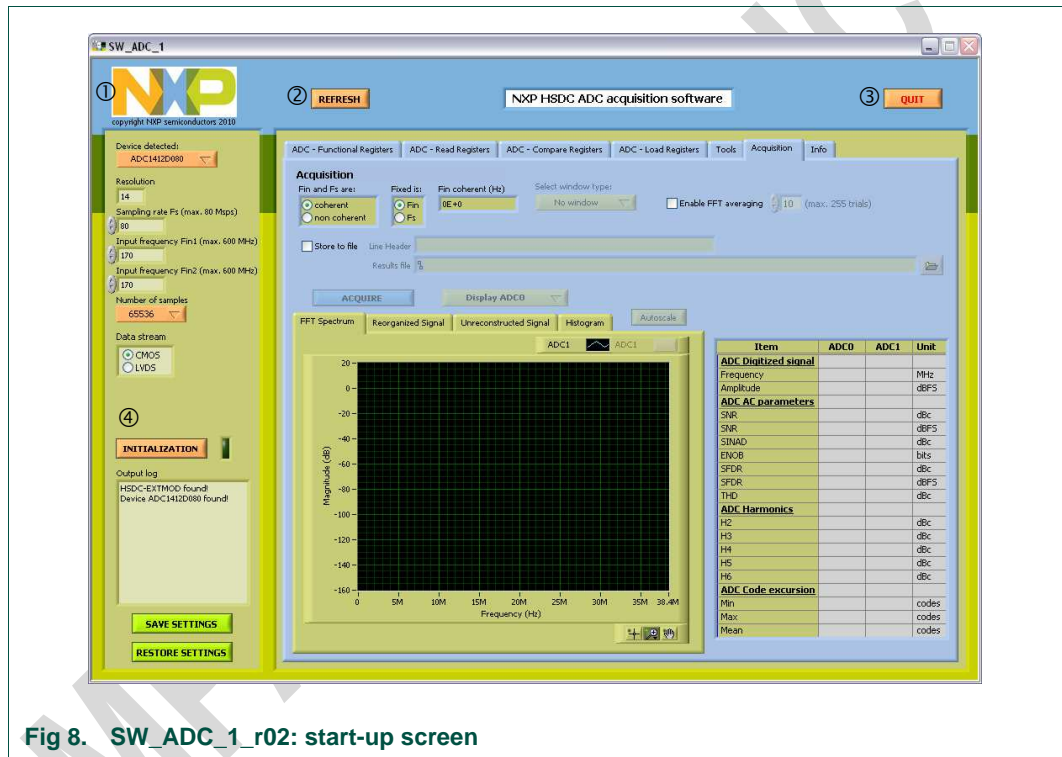 SW_ADC_1
①
NXP
copyright NXP semiconductors 2010
② REFRESH
NXP HSDC ADC acquisition software
③ QUIT
Device detected:
ADC1412D080
Resolution
14
Sampling rate Fs (max. 80 Msps)
80
Input frequency Fin1 (max. 600 MHz)
170
Input frequency Fin2 (max. 600 MHz)
170
Number of samples
65536
Data stream
CMOS
LVDS
④
INITIALIZATION
Output log
HSDC-EXTMOD found!
Device ADC1412D080 found!
SAVE SETTINGS
RESTORE SETTINGS
ADC - Functional Registers ADC - Read Registers ADC - Compare Registers ADC - Load Registers Tools Acquisition Info
Acquisition
Fin and Fs are: Fixed is: Fin coherent (Hz) Select window type:
coherent Fin 0E+0 No window Enable FFT averaging 10 (max. 255 trials)
non coherent Fs
Store to file Line Header
Results file
ACQUIRE Display ADC0
FFT Spectrum Reorganized Signal Unreconstructed Signal Histogram Autoscale
ADC1 ADC1
Magnitude (dB)
20
0
-20
-40
-60
-80
-100
-120
-140
-160
0 5M 10M 15M 20M 25M 30M 35M 38.4M
Frequency (Hz)
Item ADC0 ADC1 Unit
ADC Digitized signal
Frequency MHz
Amplitude dBFS
ADC AC parameters
SNR dBc
SNR dBFS
SINAD dBc
ENOB bits
SFDR dBc
SFDR dBFS
THD dBc
ADC Harmonics
H2 dBc
H3 dBc
H4 dBc
H5 dBc
H6 dBc
ADC Code excursion
Min codes
Max codes
Mean codes
Fig 8. SW_ADC_1_r02: start-up screen